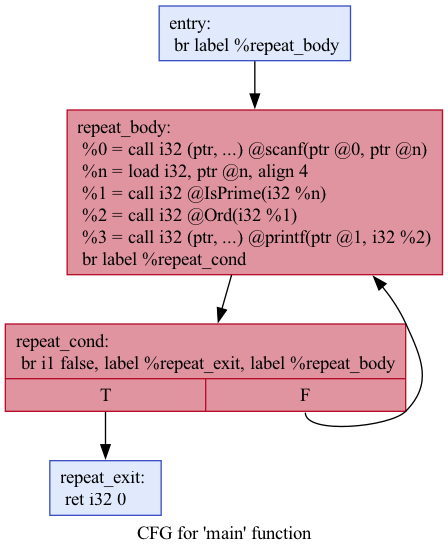 entry:
br label %repeat_body
repeat_body:
%0 = call i32 (ptr, ...) @scanf(ptr @0, ptr @n)
%n = load i32, ptr @n, align 4
%1 = call i32 @IsPrime(i32 %n)
%2 = call i32 @Ord(i32 %1)
%3 = call i32 (ptr, ...) @printf(ptr @1, i32 %2)
br label %repeat_cond
repeat_cond:
br i1 false, label %repeat_exit, label %repeat_body
T F
repeat_exit:
ret i32 0
CFG for 'main' function